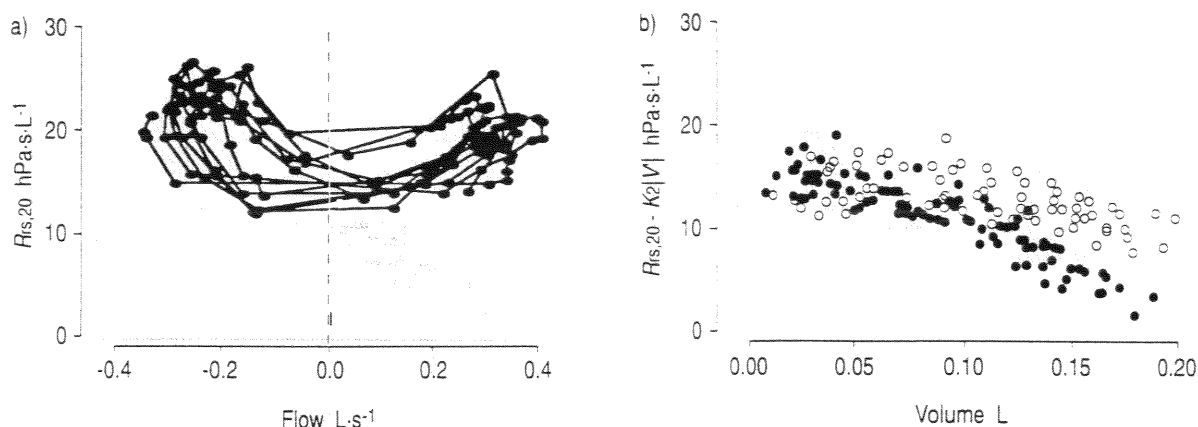 a)
30
20
10
0
Rrs,20 hPa·s·L-1
-0.4 -0.2 0.0 0.2 0.4
Flow L·s-1
b)
30
20
10
0
Rrs,20 - K2|V'| hPa·s·L-1
0.00 0.05 0.10 0.15 0.20
Volume L